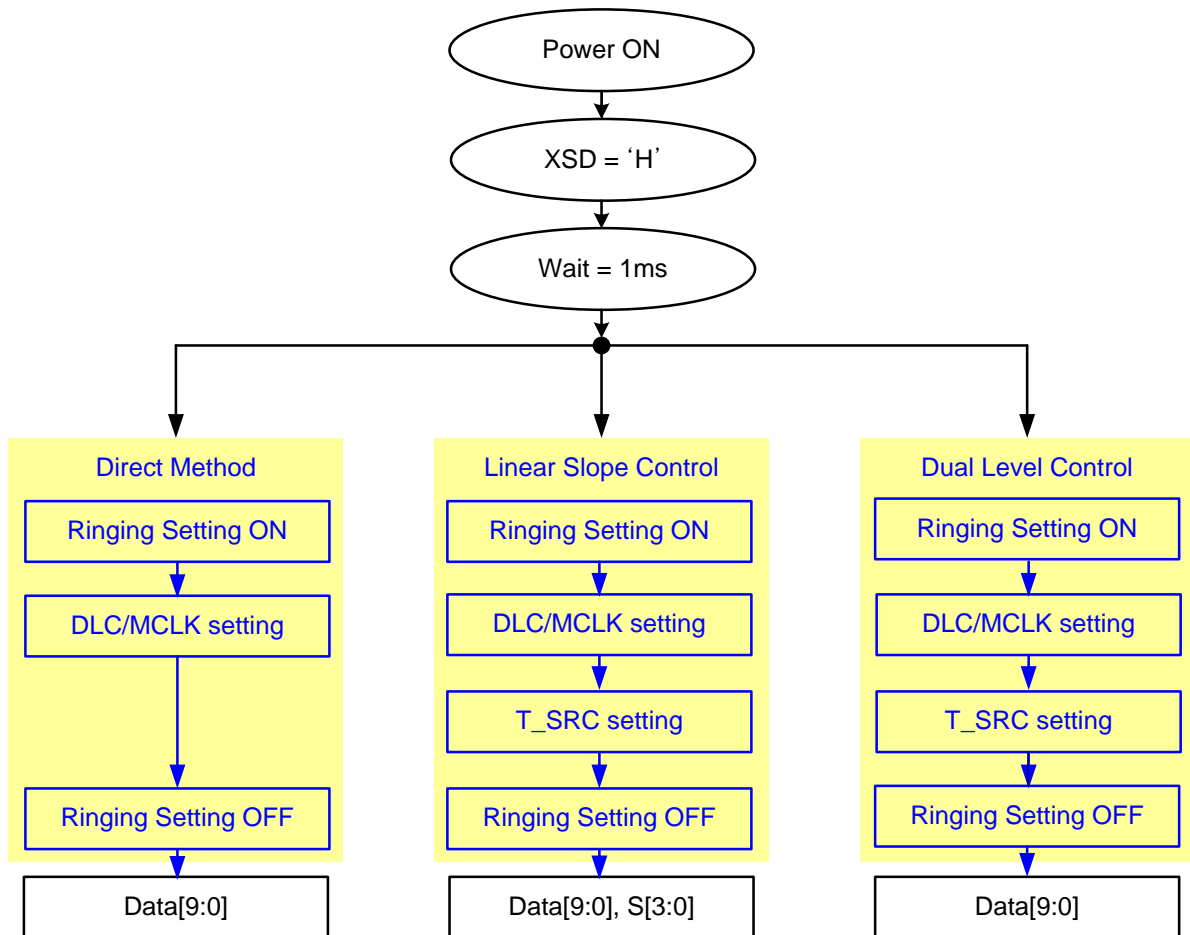 Power ON
XSD = ‘H’
Wait = 1ms
Direct Method
Ringing Setting ON
DLC/MCLK setting
Ringing Setting OFF
Data[9:0]
Linear Slope Control
Ringing Setting ON
DLC/MCLK setting
T_SRC setting
Ringing Setting OFF
Data[9:0], S[3:0]
Dual Level Control
Ringing Setting ON
DLC/MCLK setting
T_SRC setting
Ringing Setting OFF
Data[9:0]